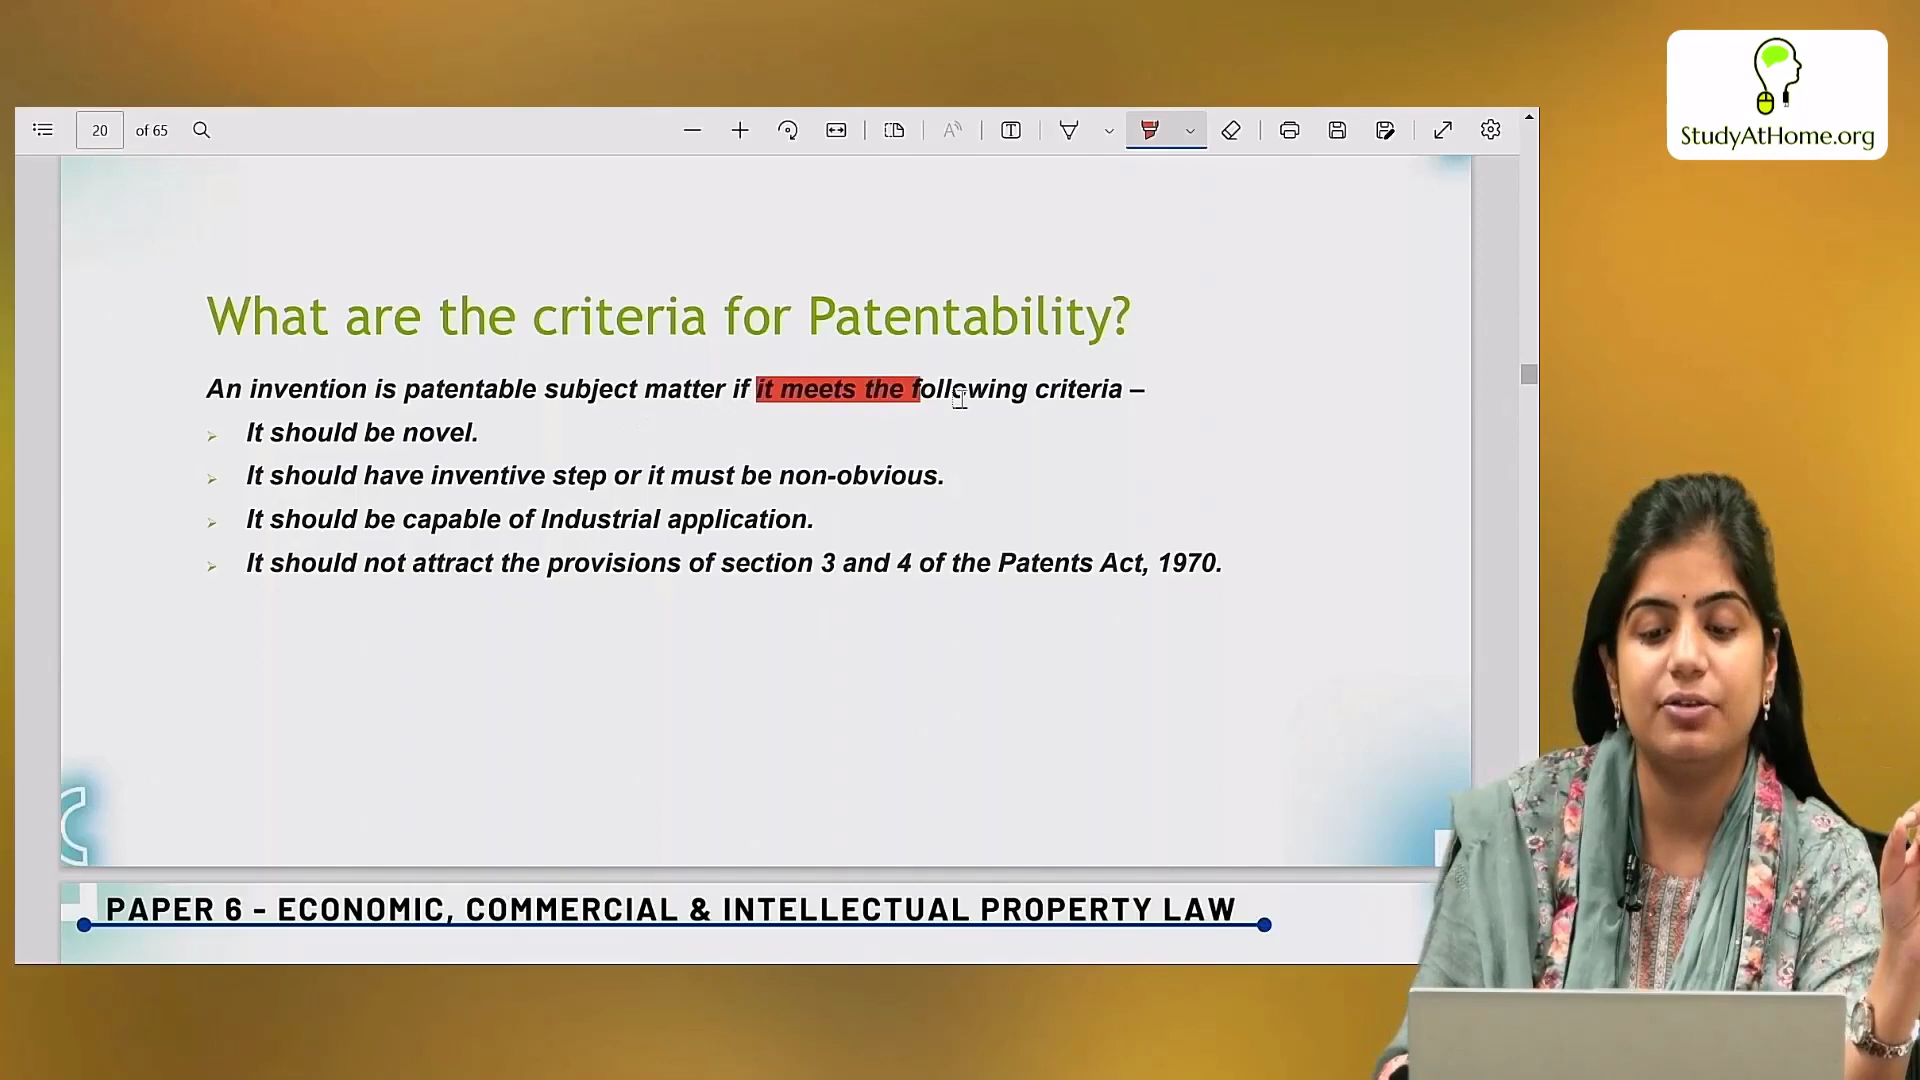 StudyAtHome.org
20 of 65
What are the criteria for Patentability?
An invention is patentable subject matter if it meets the following criteria –
It should be novel.
It should have inventive step or it must be non-obvious.
It should be capable of Industrial application.
It should not attract the provisions of section 3 and 4 of the Patents Act, 1970.
PAPER 6 - ECONOMIC, COMMERCIAL & INTELLECTUAL PROPERTY LAW